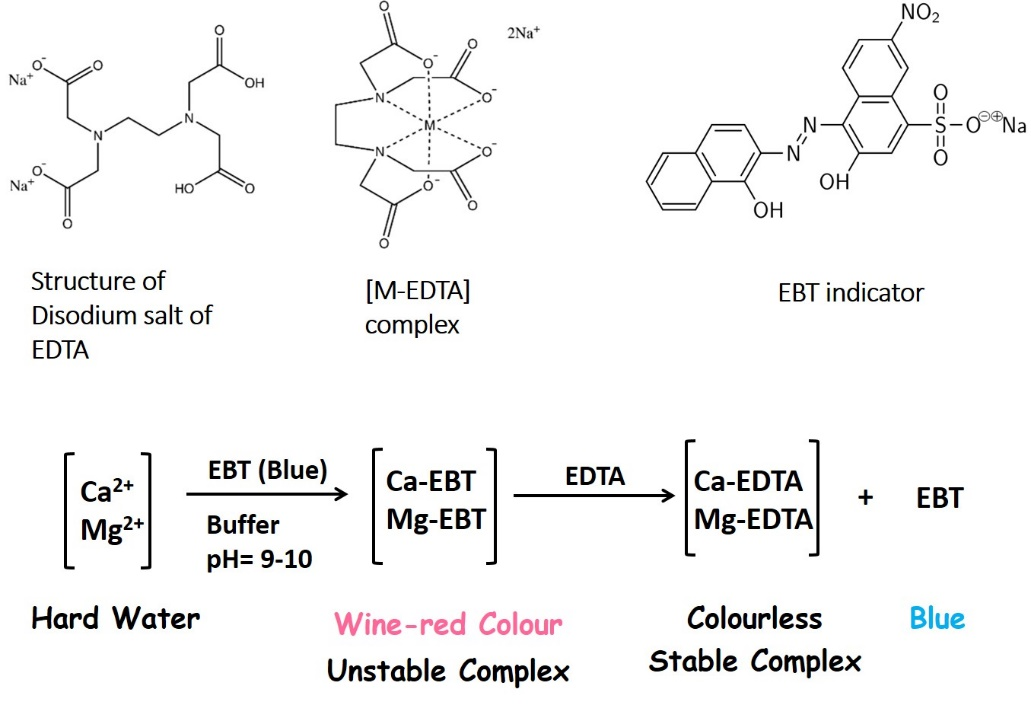 O
O⁻
Na⁺
O
OH
N
N
O⁻
Na⁺
O
HO
O
O
O⁻
O
2Na⁺
N
O⁻
M
N
O⁻
O⁻
O
O
NO₂
N
N
O
S
O⊖⊕Na
O
OH
OH
Structure of
Disodium salt of
EDTA
[M-EDTA]
complex
EBT indicator
Ca²⁺
Mg²⁺
EBT (Blue)
Buffer
pH= 9-10
Ca-EBT
Mg-EBT
EDTA
Ca-EDTA
Mg-EDTA
+ EBT
Hard Water
Wine-red Colour
Unstable Complex
Colourless
Stable Complex
Blue